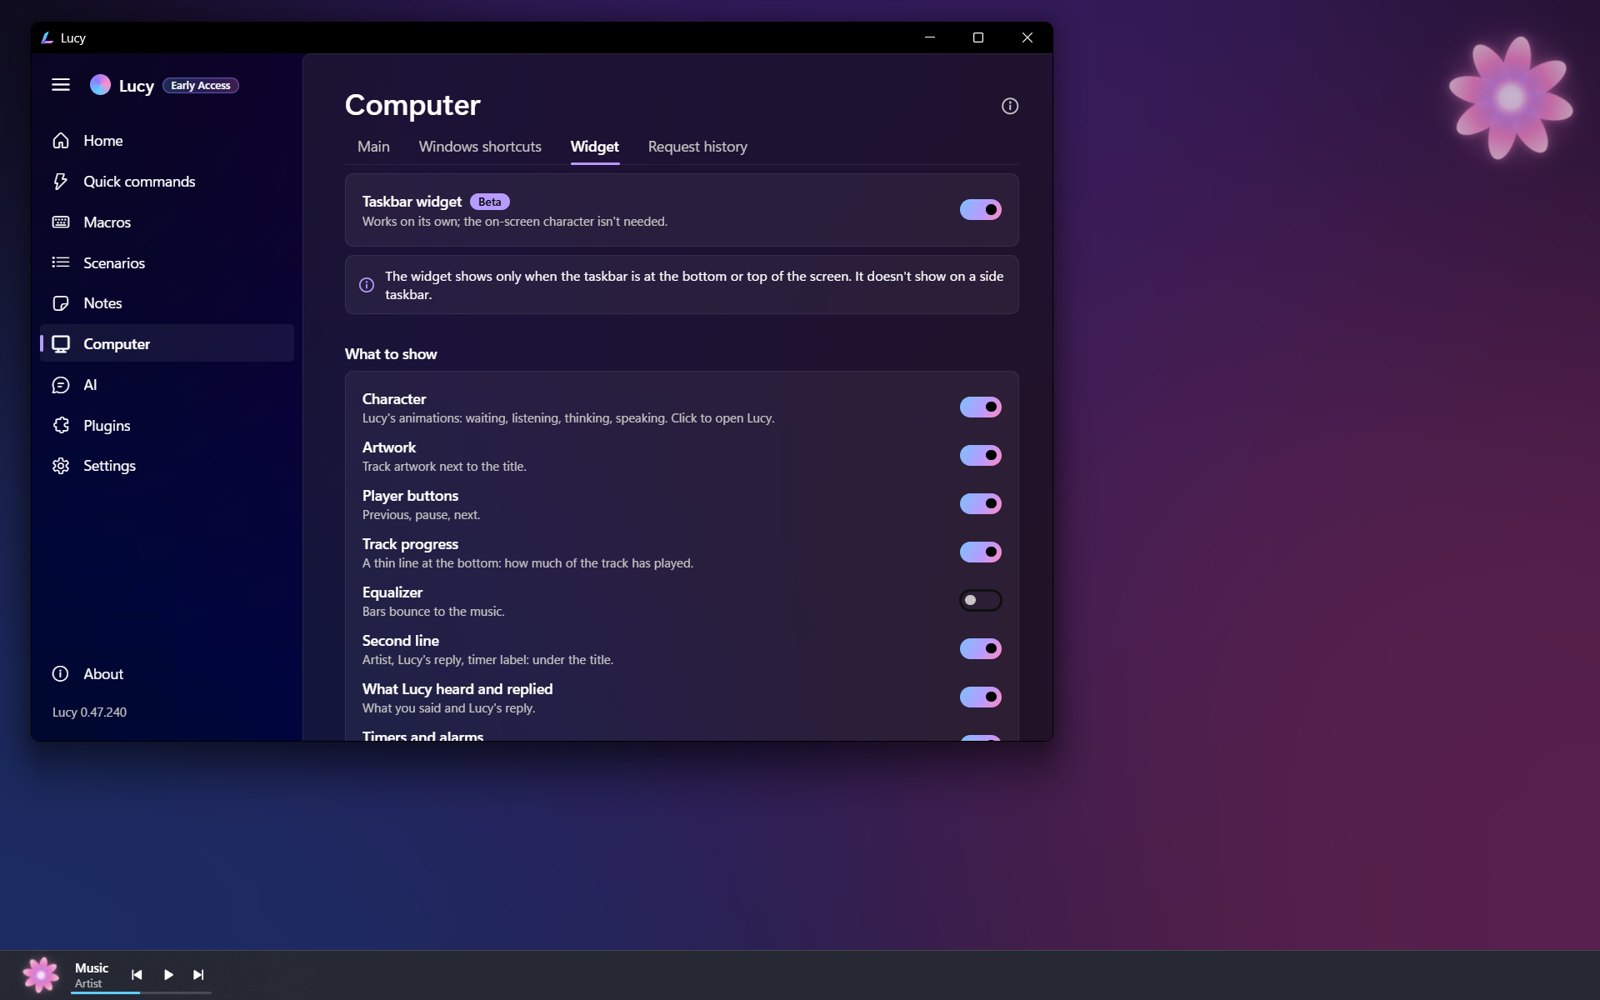 Lucy
Lucy Early Access
Home
Quick commands
Macros
Scenarios
Notes
Computer
AI
Plugins
Settings
About
Lucy 0.47.240
Computer
Main Windows shortcuts Widget Request history
Taskbar widget Beta
Works on its own; the on-screen character isn't needed.
The widget shows only when the taskbar is at the bottom or top of the screen. It doesn't show on a side
taskbar.
What to show
Character
Lucy's animations: waiting, listening, thinking, speaking. Click to open Lucy.
Artwork
Track artwork next to the title.
Player buttons
Previous, pause, next.
Track progress
A thin line at the bottom: how much of the track has played.
Equalizer
Bars bounce to the music.
Second line
Artist, Lucy's reply, timer label: under the title.
What Lucy heard and replied
What you said and Lucy's reply.
Timers and alarms
Music
Artist